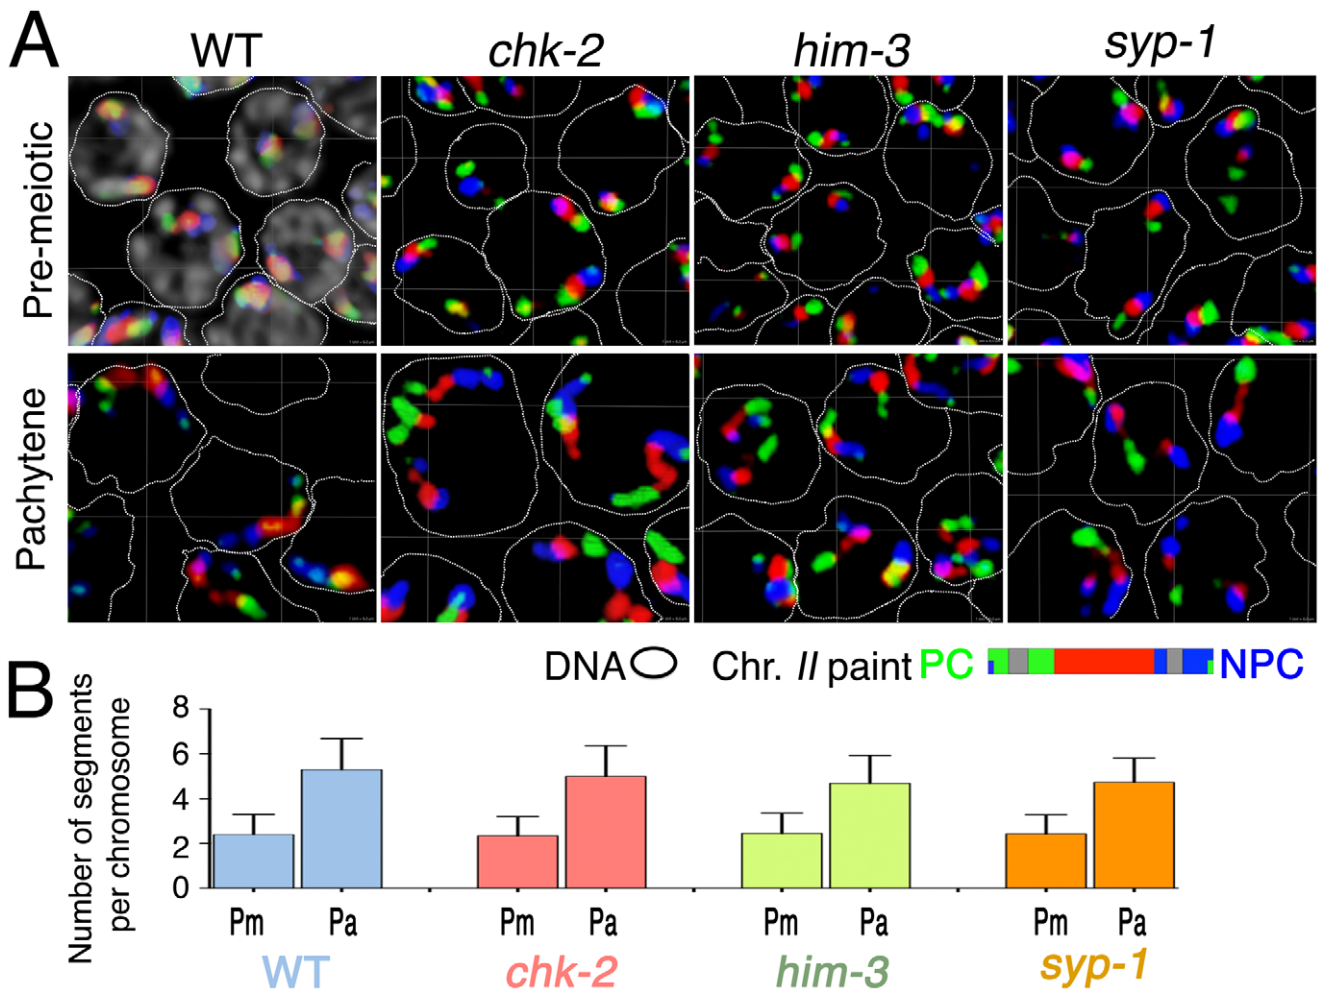 A
WT chk-2 him-3 syp-1
Pre-meiotic
Pachytene
DNA Chr. II paint PC NPC
B
Number of segments
per chromosome
8
6
4
2
0
Pm Pa Pm Pa Pm Pa Pm Pa
WT chk-2 him-3 syp-1